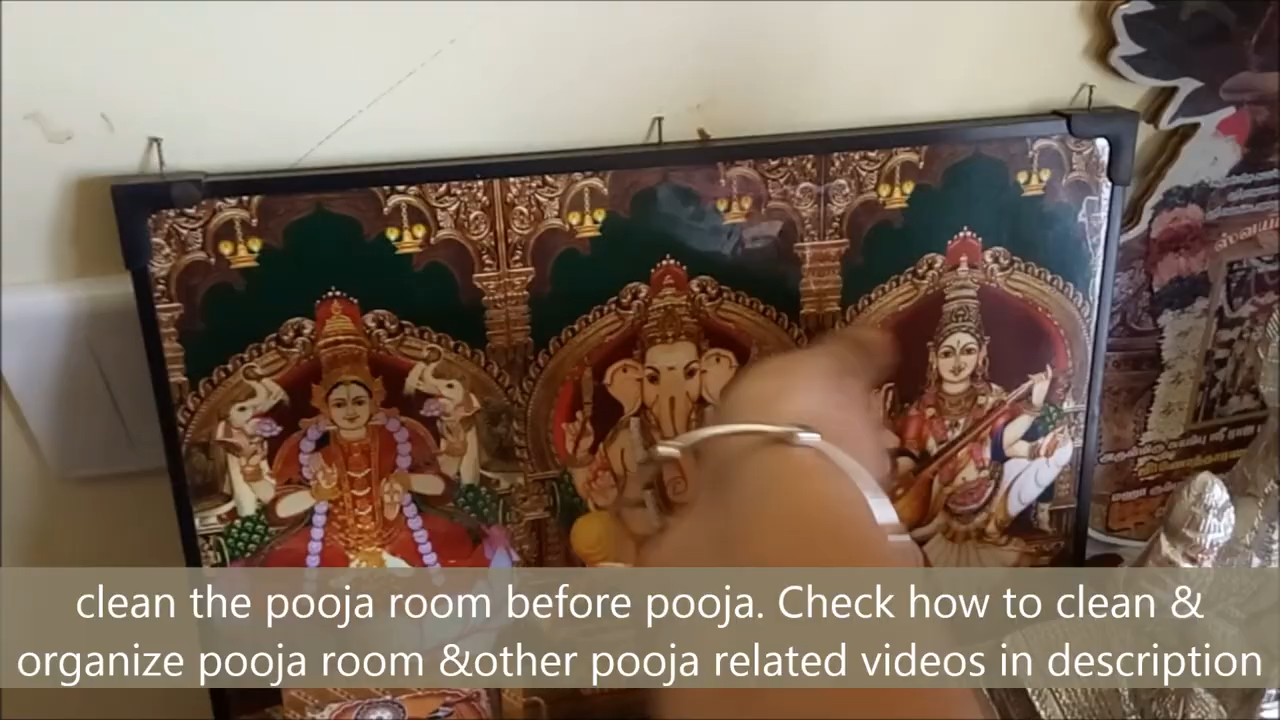 clean the pooja room before pooja. Check how to clean &
organize pooja room &other pooja related videos in description